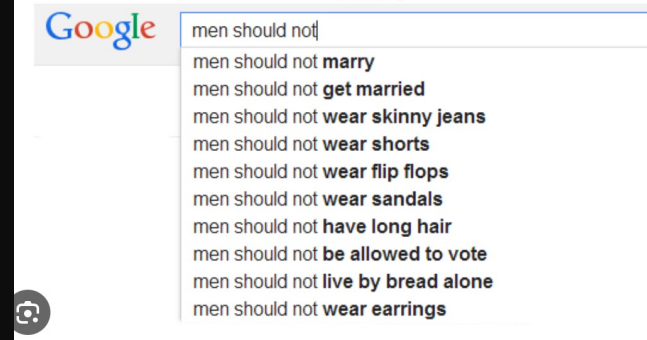 Google
men should not
men should not marry
men should not get married
men should not wear skinny jeans
men should not wear shorts
men should not wear flip flops
men should not wear sandals
men should not have long hair
men should not be allowed to vote
men should not live by bread alone
men should not wear earrings